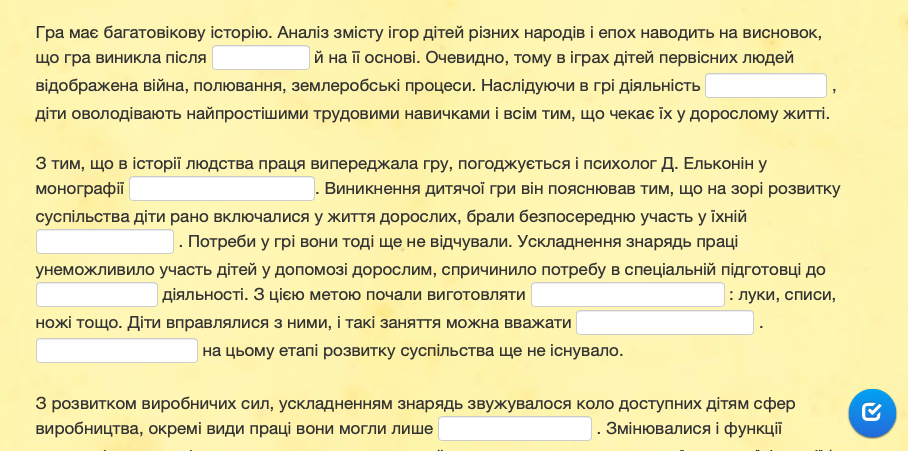 Гра має багатовікову історію. Аналіз змісту ігор дітей різних народів і епох наводить на висновок,
що гра виникла після й на її основі. Очевидно, тому в іграх дітей первісних людей
відображена війна, полювання, землеробські процеси. Наслідуючи в грі діяльність ,
діти оволодівають найпростішими трудовими навичками і всім тим, що чекає їх у дорослому житті.
З тим, що в історії людства праця випереджала гру, погоджується і психолог Д. Ельконін у
монографії . Виникнення дитячої гри він пояснював тим, що на зорі розвитку
суспільства діти рано включалися у життя дорослих, брали безпосередню участь у їхній
. Потреби у грі вони тоді ще не відчували. Ускладнення знарядь праці
унеможливило участь дітей у допомозі дорослим, спричинило потребу в спеціальній підготовці до
діяльності. З цією метою почали виготовляти : луки, списи,
ножі тощо. Діти вправлялися з ними, і такі заняття можна вважати .
на цьому етапі розвитку суспільства ще не існувало.
З розвитком виробничих сил, ускладненням знарядь звужувалося коло доступних дітям сфер
виробництва, окремі види праці вони могли лише . Змінювалися і функції